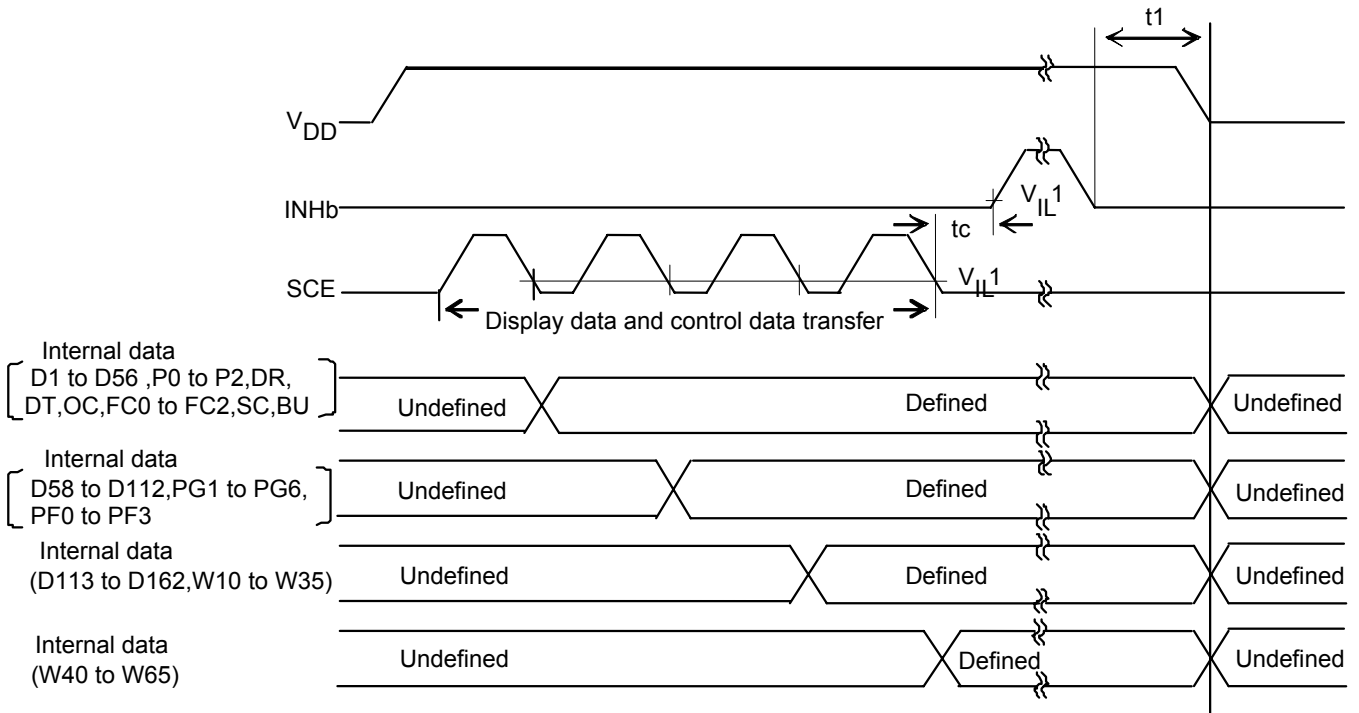 t1
VDD
INHb
VIL1
tc
SCE
VIL1
Display data and control data transfer
Internal data
D1 to D56 ,P0 to P2,DR,
DT,OC,FC0 to FC2,SC,BU
Undefined
Defined
Undefined
Internal data
D58 to D112,PG1 to PG6,
PF0 to PF3
Undefined
Defined
Undefined
Internal data
(D113 to D162,W10 to W35)
Undefined
Defined
Undefined
Internal data
(W40 to W65)
Undefined
Defined
Undefined